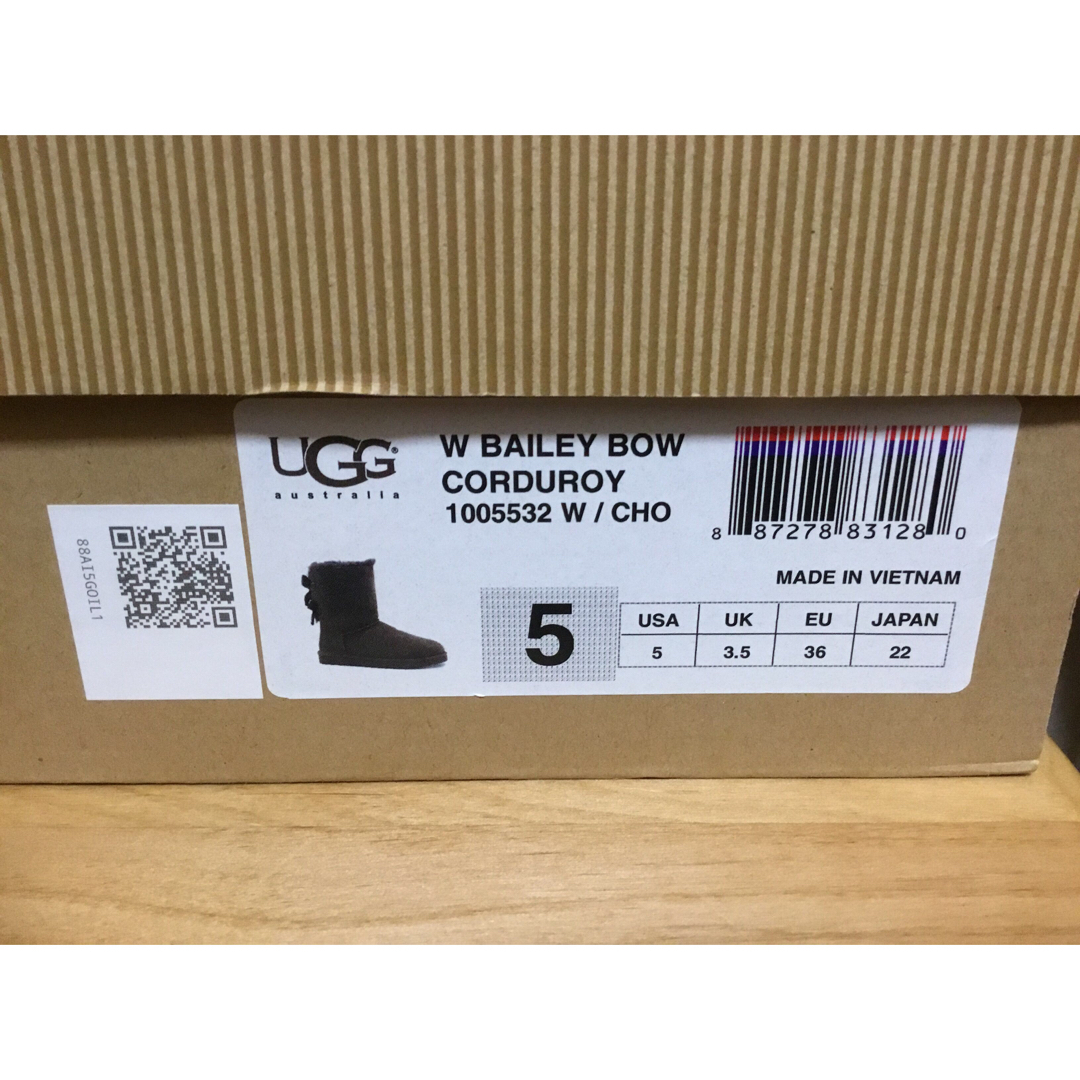 88AI5GOIL1
UGG®
australia
W BAILEY BOW
CORDUROY
1005532 W / CHO
8 87278 83128 0
MADE IN VIETNAM
5
USA UK EU JAPAN
5 3.5 36 22